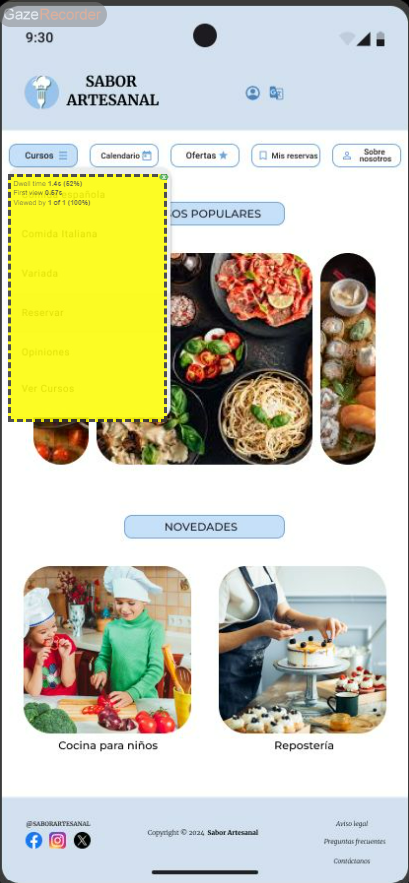 GazeRecorder
9:30
SABOR
ARTESANAL
Cursos
Calendario
Ofertas
Mis reservas
Sobre
nosotros
Dwell time 1.4s (52%)
First view 0.67s
Viewed by 1 of 1 (100%)
española
Comida Italiana
Variada
Reservar
Opiniones
Ver Cursos
OS POPULARES
NOVEDADES
Cocina para niños
Repostería
@SABORARTESANAL
Copyright © 2024 Sabor Artesanal
Aviso legal
Preguntas frecuentes
Contáctanos